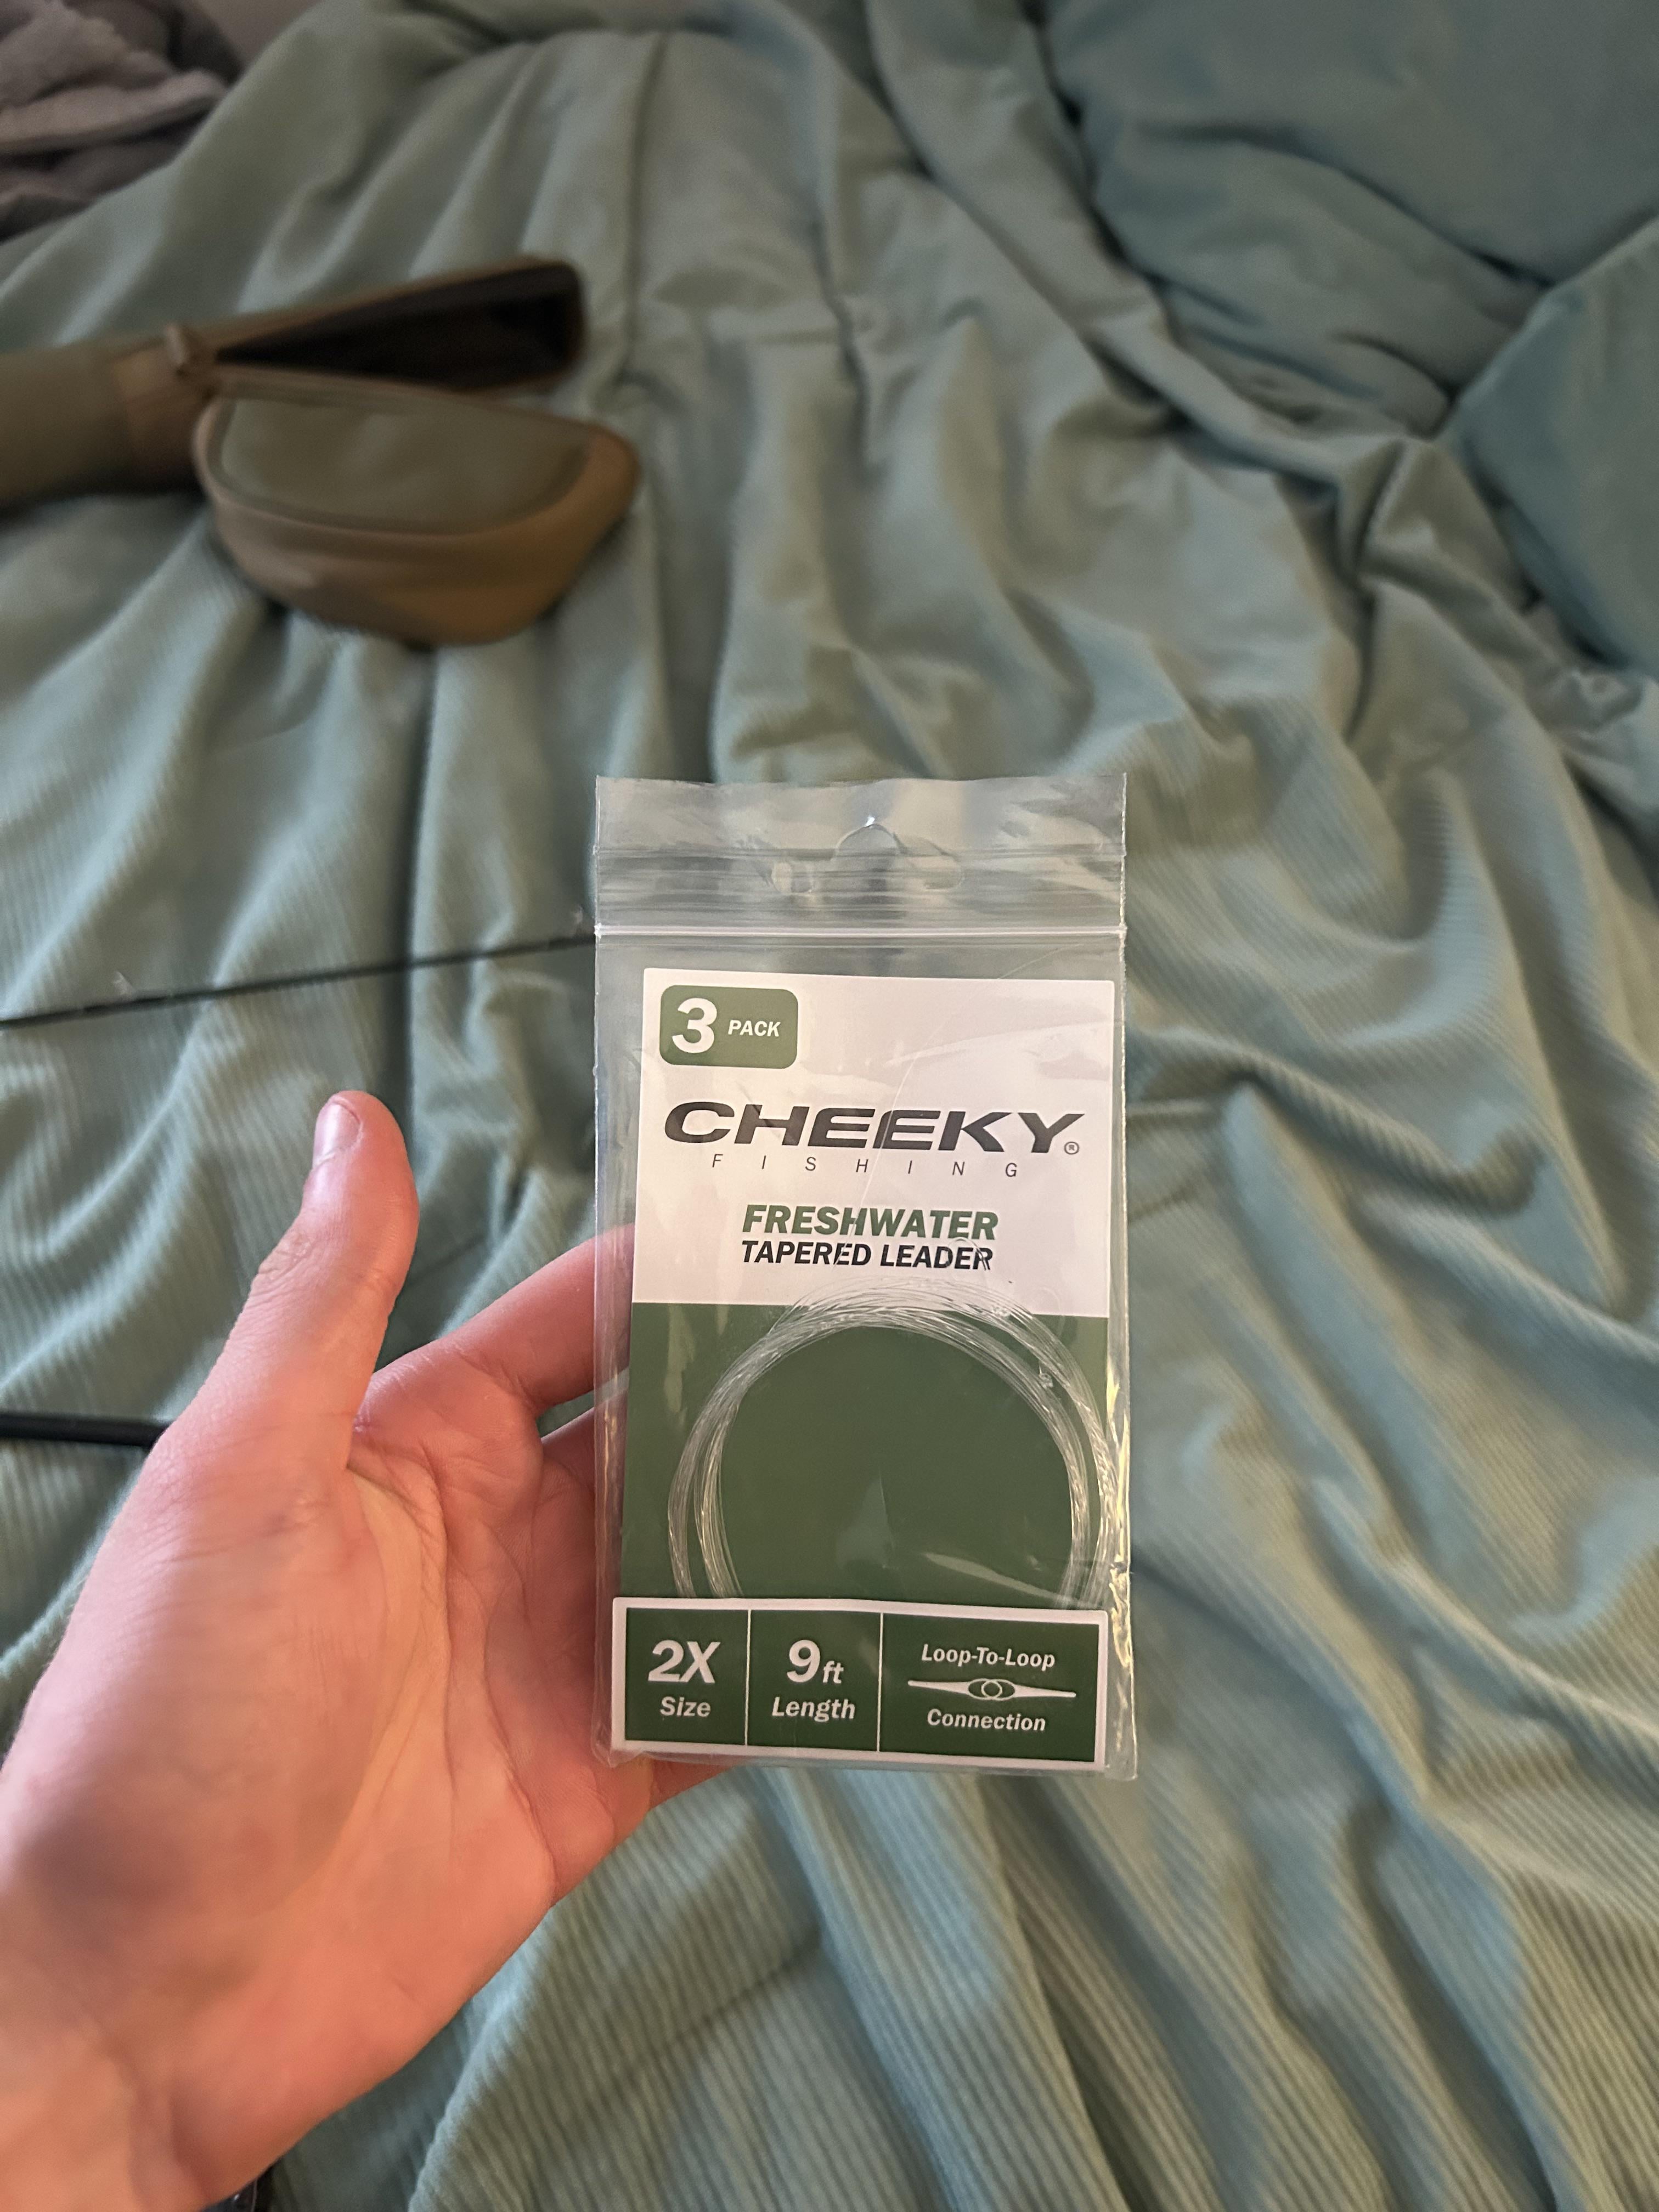 3 PACK
CHEEKY®
FISHING
FRESHWATER
TAPERED LEADER
2X
Size
9ft
Length
Loop-To-Loop
Connection